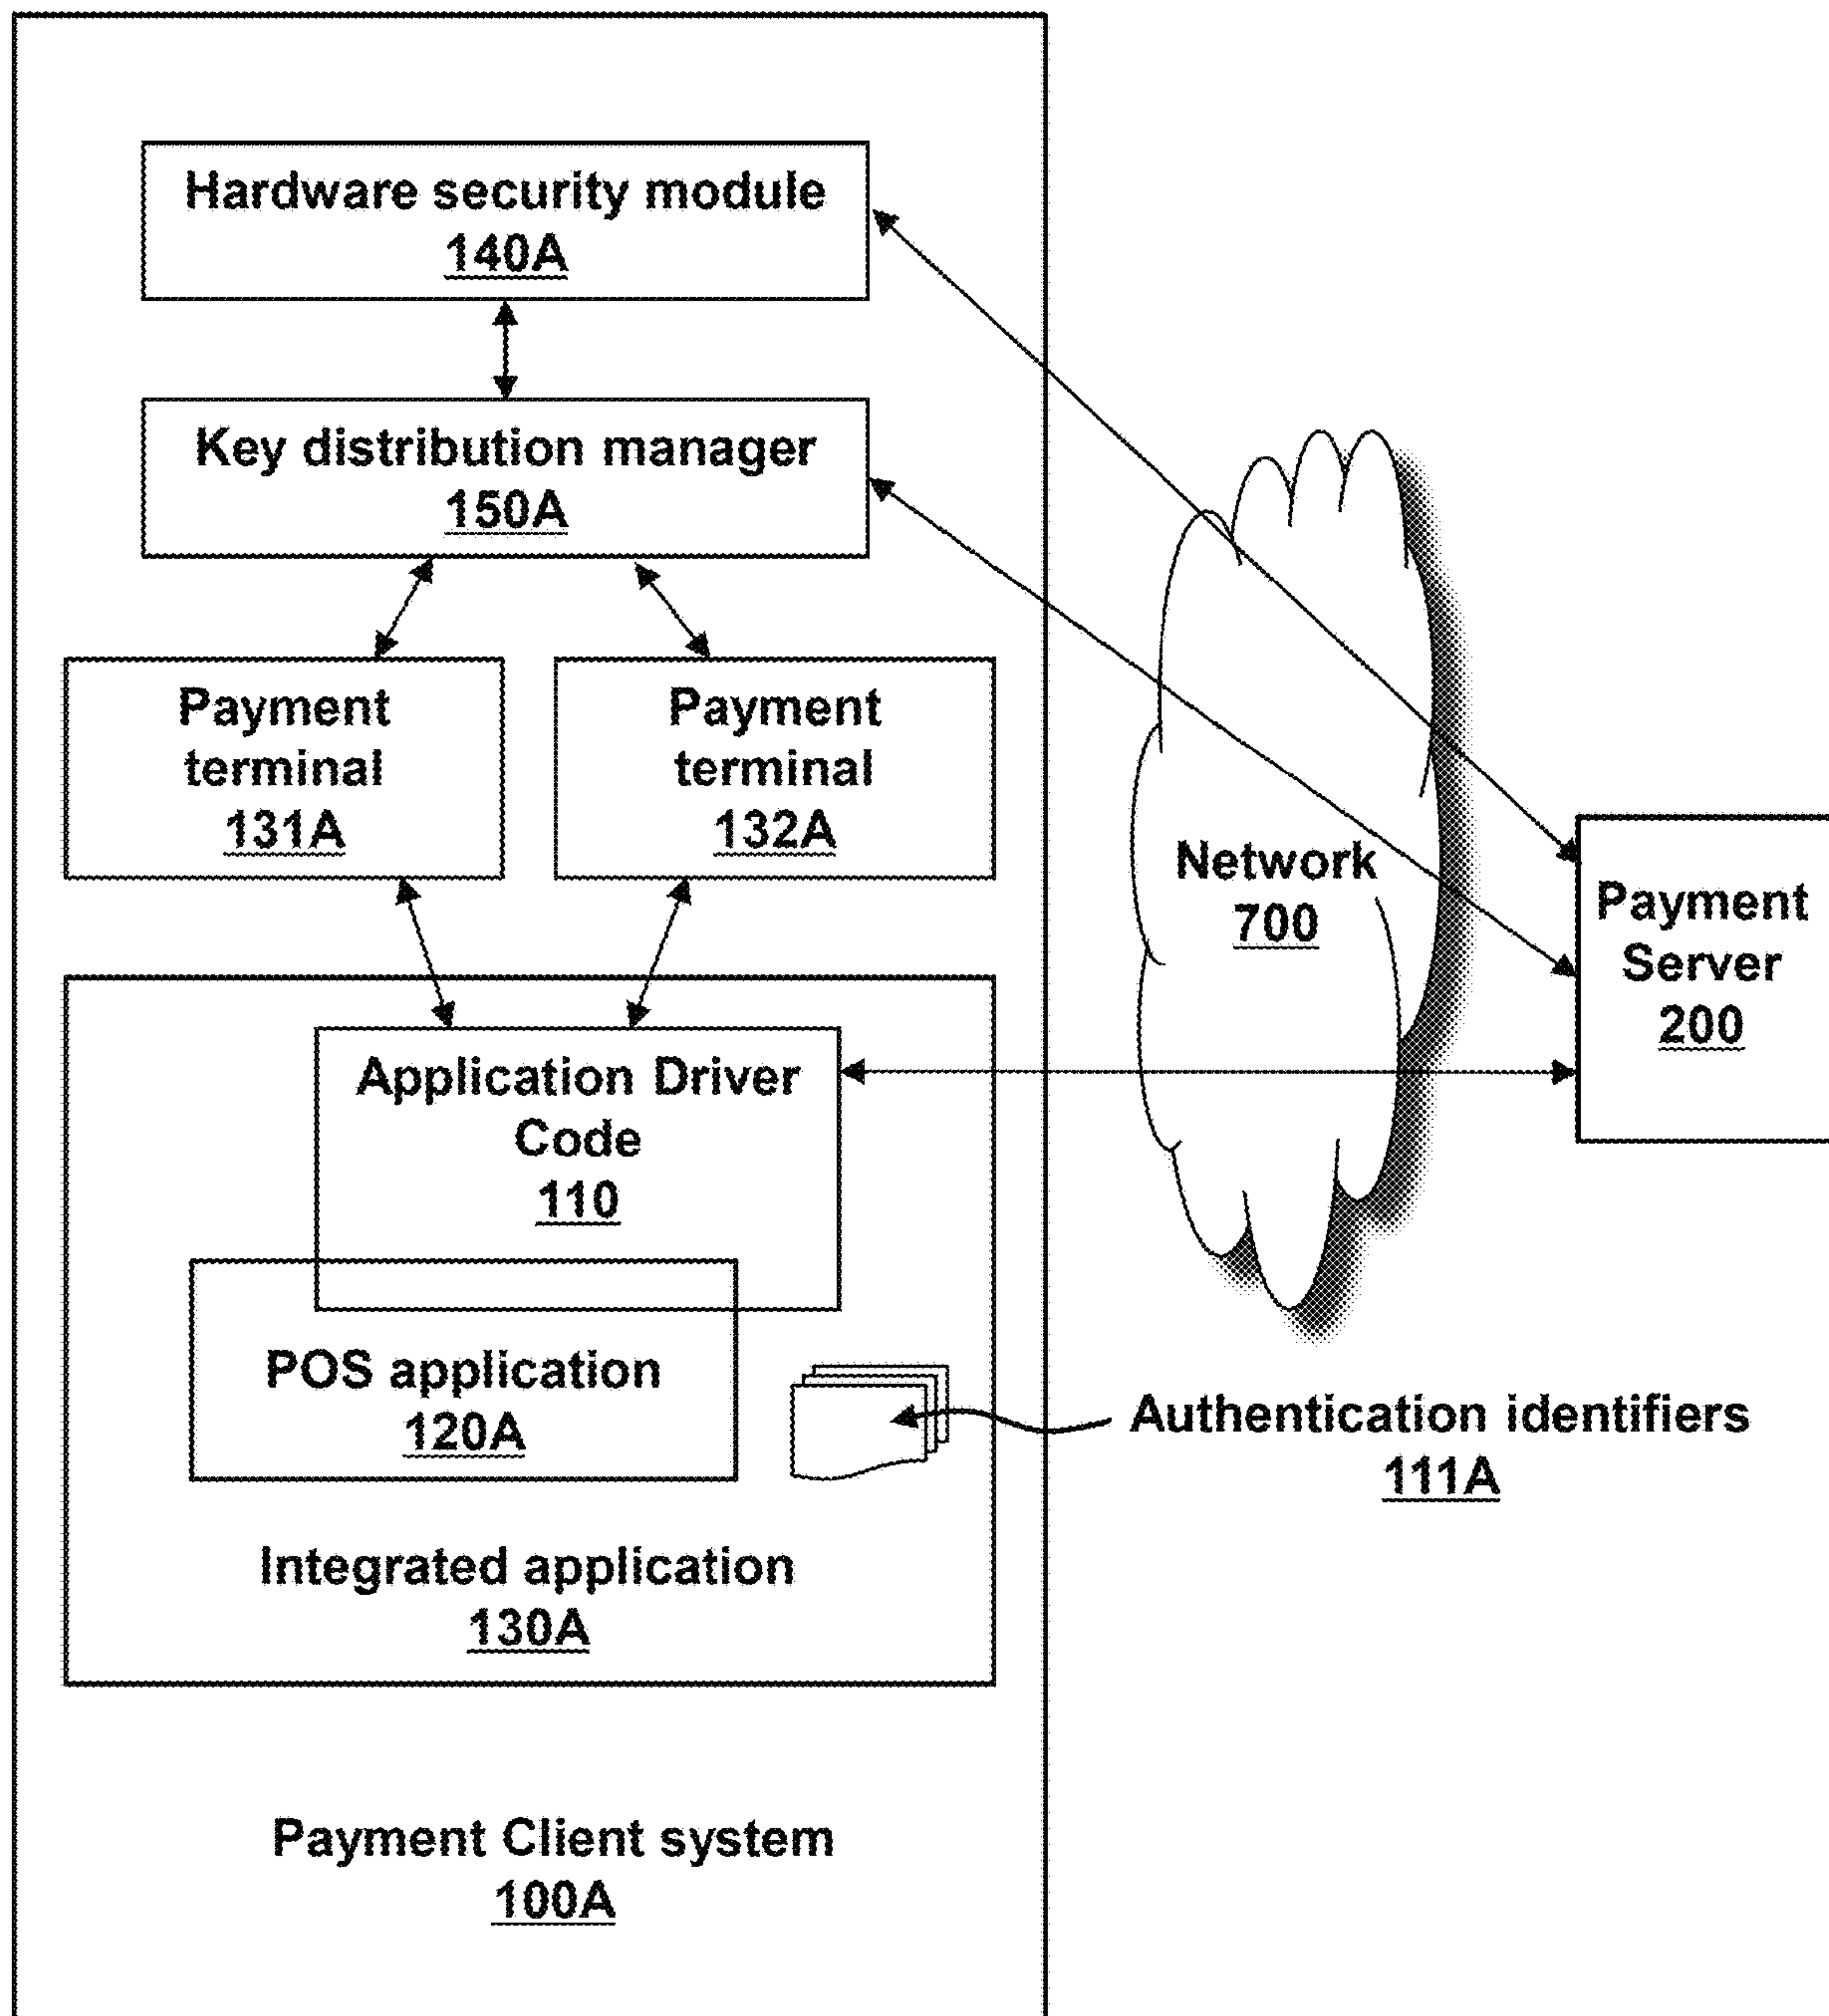 Hardware security module
140A
Key distribution manager
150A
Payment
terminal
131A
Payment
terminal
132A
Network
700
Payment
Server
200
Application Driver
Code
110
POS application
120A
Authentication identifiers
111A
Integrated application
130A
Payment Client system
100A